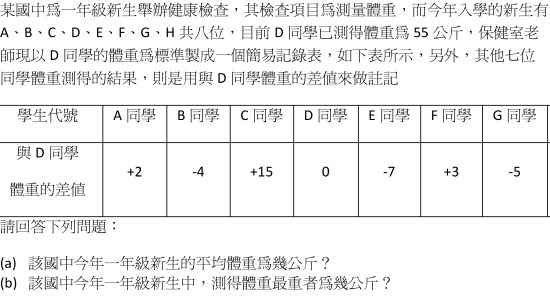 某國中為一年級新生舉辦健康檢查，其檢查項目為測量體重，而今年入學的新生有
A、B、C、D、E、F、G、H 共八位，目前 D 同學已測得體重為 55 公斤，保健室老
師現以 D 同學的體重為標準製成一個簡易記錄表，如下表所示，另外，其他七位
同學體重測得的結果，則是用與 D 同學體重的差值來做註記
學生代號 A 同學 B 同學 C 同學 D 同學 E 同學 F 同學 G 同學
與 D 同學
體重的差值 +2 -4 +15 0 -7 +3 -5
請回答下列問題：
(a) 該國中今年一年級新生的平均體重為幾公斤？
(b) 該國中今年一年級新生中，測得體重最重者為幾公斤？